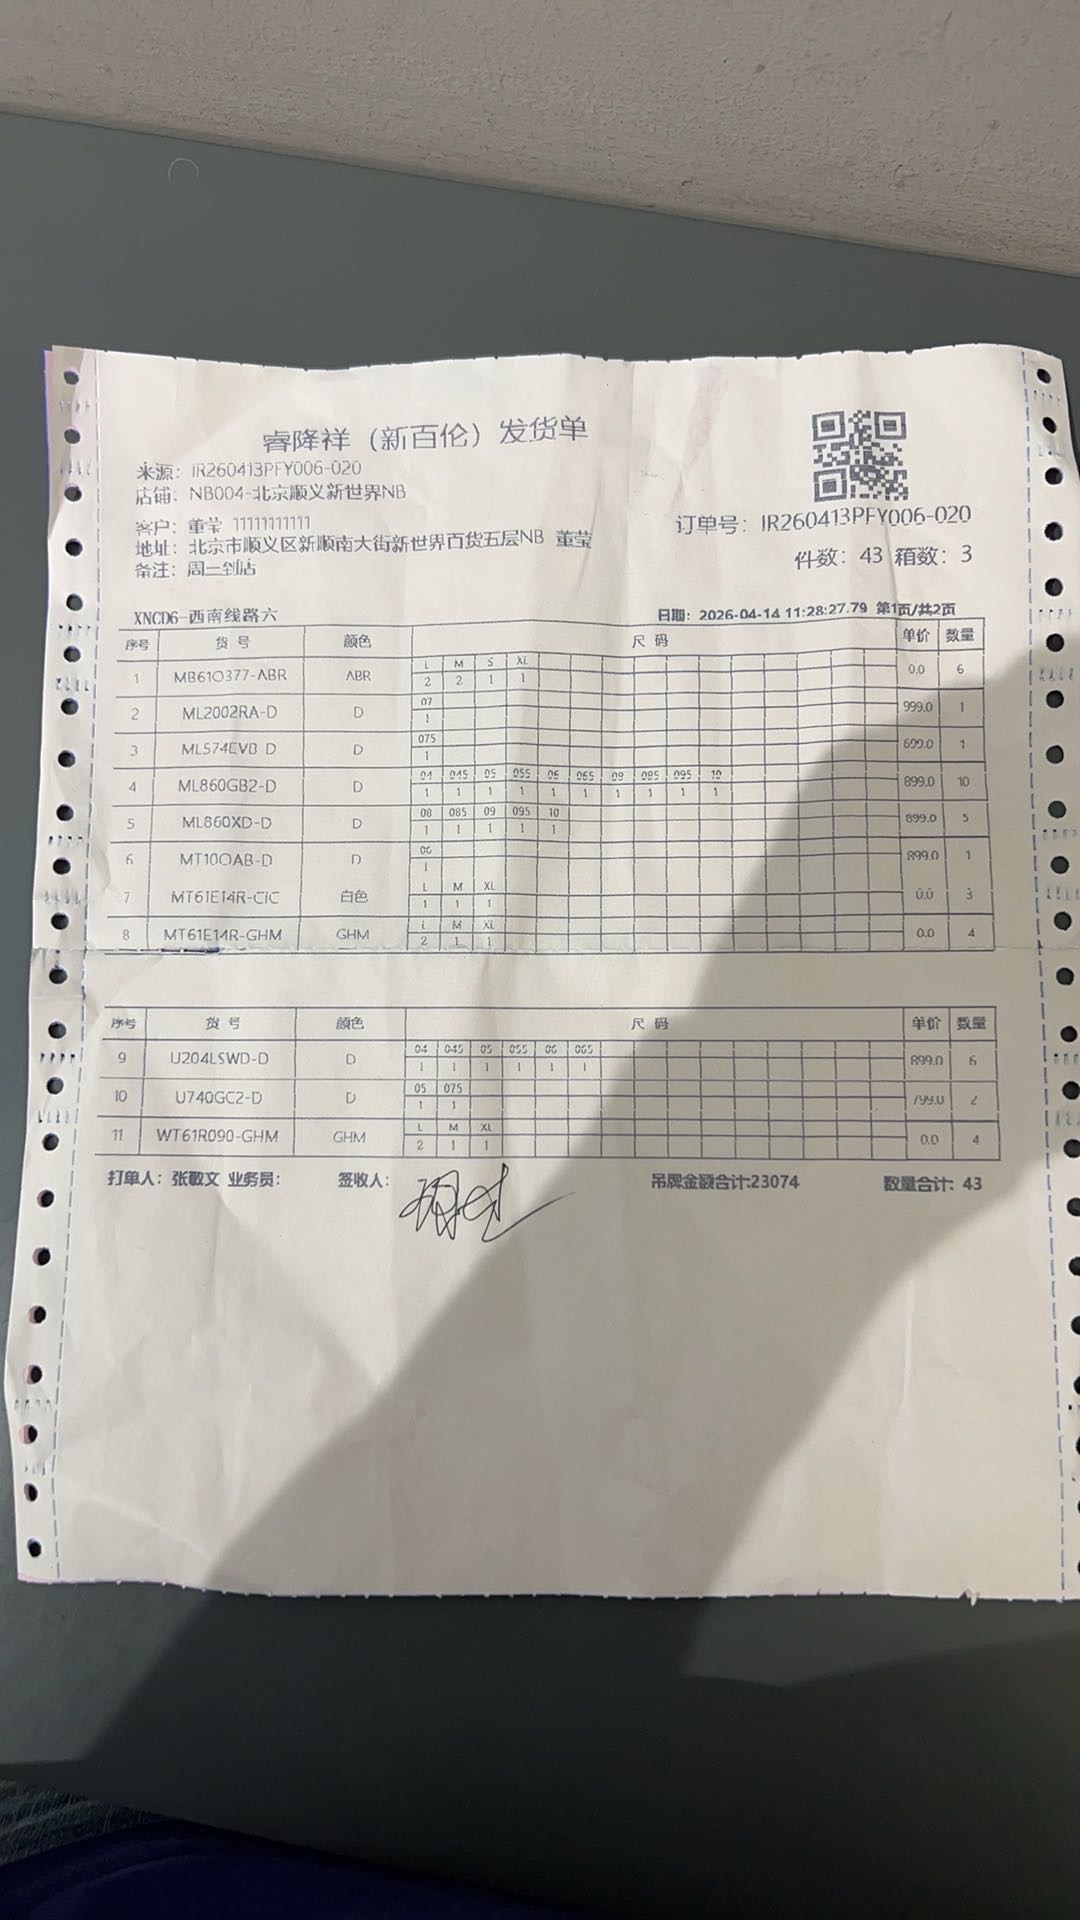 睿降祥（新百伦）发货单
来源：IR260413PFY006-020
店铺：NB004-北京顺义新世界NB
客户：董莹 11111111111
订单号：IR260413PFY006-020
地址：北京市顺义区新顺南大街新世界百货五层NB 董莹
件数：43 箱数：3
备注：周三到店
XNCD6-西南线路六 日期：2026-04-14 11:28:27.79 第1页/共2页
序号 货 号 颜色 尺 码 单价 数量
L M S XL
1 MB61O377-ABR ABR 2 2 1 1 0.0 6
07
2 ML2002RA-D D 1 999.0 1
075
3 ML574EVB-D D 1 699.0 1
04 045 05 055 06 065 09 085 095 10
4 ML860GB2-D D 1 1 1 1 1 1 1 1 1 1 899.0 10
08 085 09 095 10
5 ML860XD-D D 1 1 1 1 1 899.0 5
06
6 MT10OAB-D D 1 899.0 1
L M XL
7 MT61E14R-CIC 白色 1 1 1 0.0 3
L M XL
8 MT61E14R-GHM GHM 2 1 1 0.0 4
序号 货 号 颜色 尺 码 单价 数量
04 045 05 055 06 065
9 U204LSWD-D D 1 1 1 1 1 1 899.0 6
05 075
10 U740GC2-D D 1 1 799.0 2
L M XL
11 WT61R090-GHM GHM 2 1 1 0.0 4
打单人：张敬文 业务员： 签收人： 吊牌金额合计:23074 数量合计：43